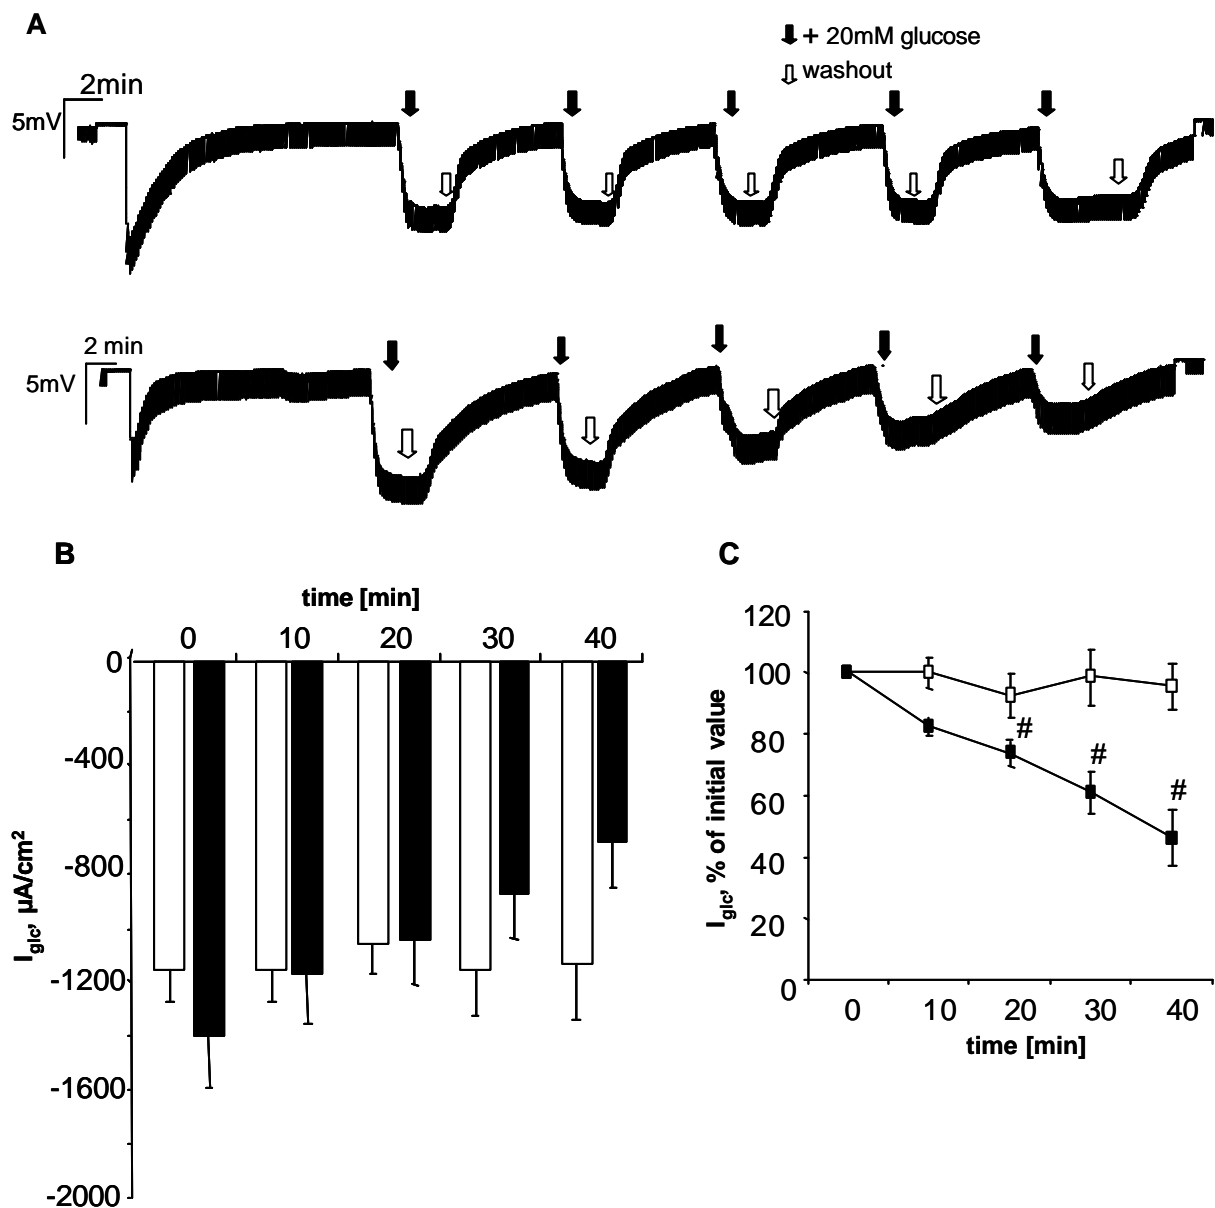 A
+ 20mM glucose
washout
2min
5mV
2 min
5mV
B
time [min]
0 10 20 30 40
0
-400
-800
-1200
-1600
-2000
I_glc, µA/cm²
C
120
100
80
60
40
20
0
#
#
#
I_glc, % of initial value
0 10 20 30 40
time [min]